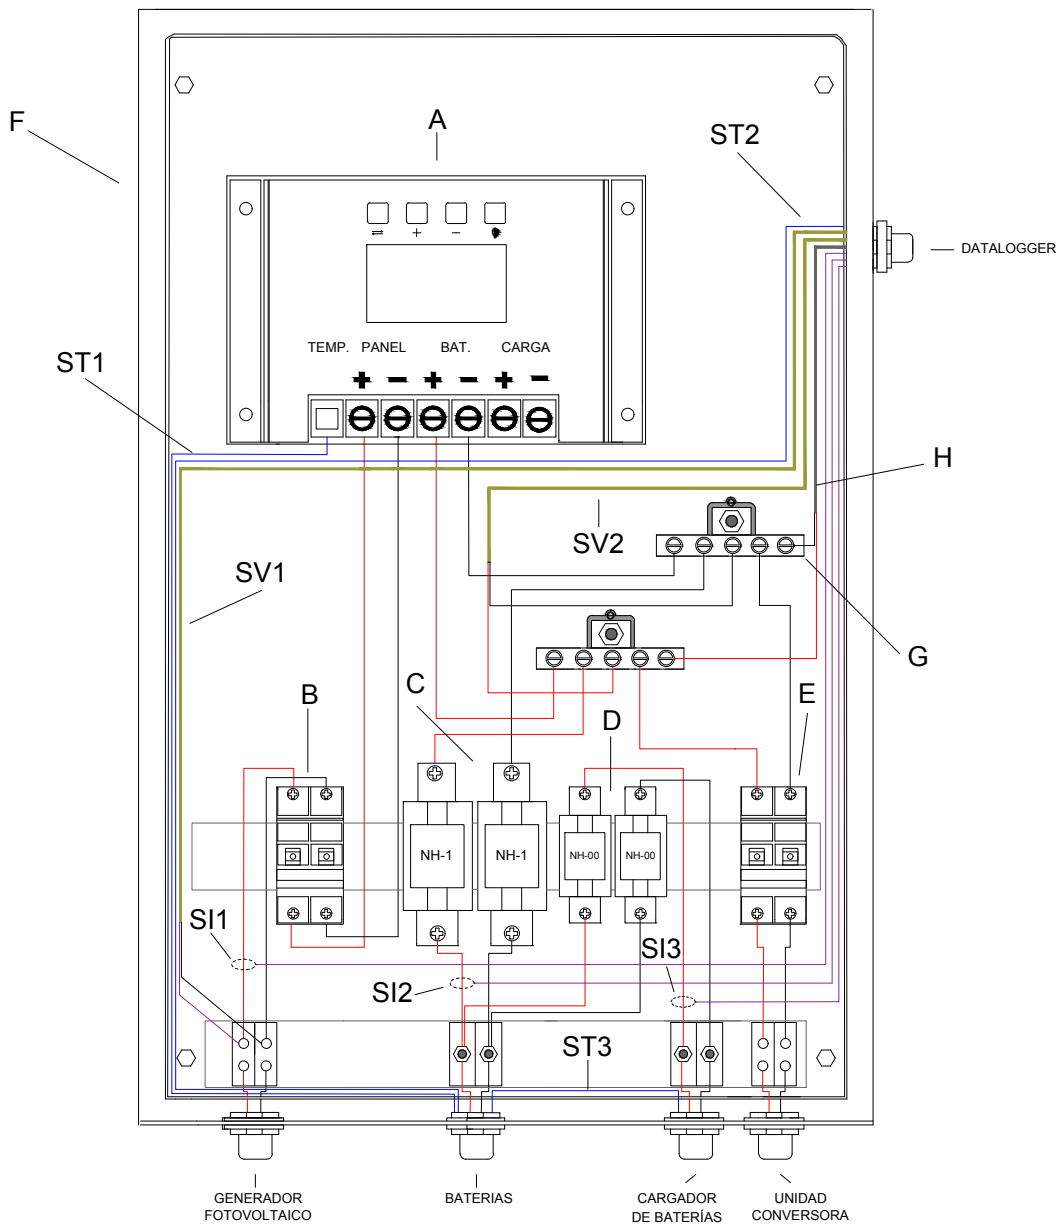 A
F
ST2
DATALOGGER
TEMP. PANEL BAT. CARGA
ST1
H
SV2
SV1
G
C
B
E
D
NH-1
NH-1
NH-00
NH-00
SI1
SI2
SI3
ST3
GENERADOR
FOTOVOLTAICO
BATERIAS
CARGADOR
DE BATERÍAS
UNIDAD
CONVERSORA